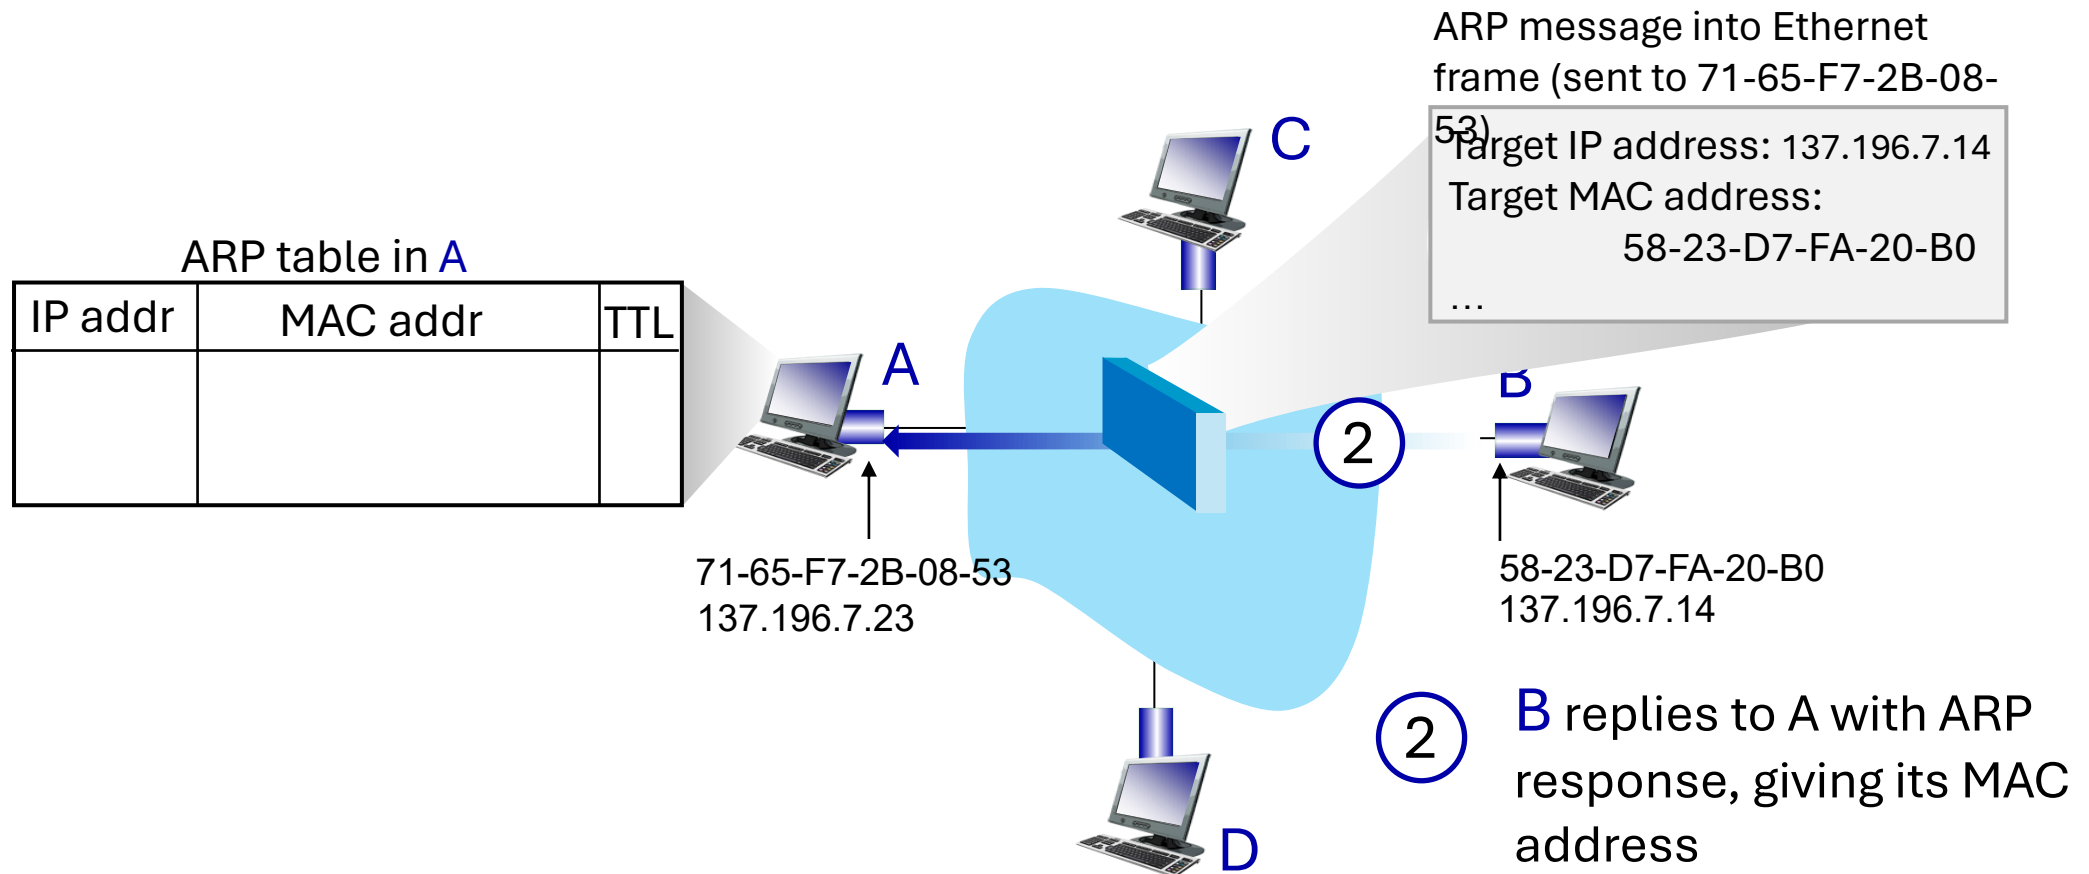 ARP message into Ethernet
frame (sent to 71-65-F7-2B-08-
53)
Target IP address: 137.196.7.14
Target MAC address:
58-23-D7-FA-20-B0
...
C
ARP table in A
IP addr MAC addr TTL
A
B
2
71-65-F7-2B-08-53
137.196.7.23
58-23-D7-FA-20-B0
137.196.7.14
2
B replies to A with ARP
response, giving its MAC
address
D